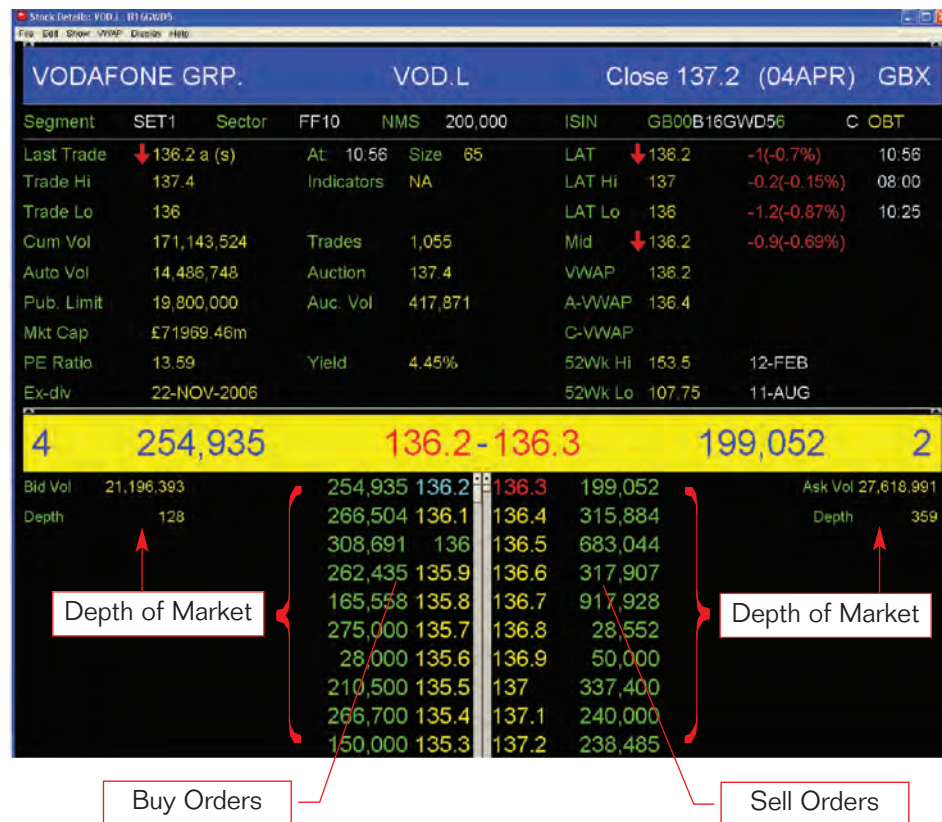 Stock Details: VOD.L B16GWD5
File Edit Show VWAP Display Help
VODAFONE GRP. VOD.L Close 137.2 (04APR) GBX
Segment SET1 Sector FF10 NMS 200,000 ISIN GB00B16GWD56 C OBT
Last Trade 136.2 a (s) At 10:56 Size 65 LAT 136.2 -1(-0.7%) 10:56
Trade Hi 137.4 Indicators NA LAT Hi 137 -0.2(-0.15%) 08:00
Trade Lo 136 LAT Lo 136 -1.2(-0.87%) 10:25
Cum Vol 171,143,524 Trades 1,055 Mid 136.2 -0.9(-0.69%)
Auto Vol 14,486,748 Auction 137.4 VWAP 136.2
Pub. Limit 19,800,000 Auc. Vol 417,871 A-VWAP 136.4
Mkt Cap £71969.46m C-VWAP
PE Ratio 13.59 Yield 4.45% 52Wk Hi 153.5 12-FEB
Ex-div 22-NOV-2006 52Wk Lo 107.75 11-AUG
4 254,935 136.2-136.3 199,052 2
Bid Vol 21,196,393 254,935 136.2 136.3 199,052 Ask Vol 27,618,991
Depth 128 266,504 136.1 136.4 315,884 Depth 359
308,691 136 136.5 683,044
262,435 135.9 136.6 317,907
Depth of Market 165,558 135.8 136.7 917,928 Depth of Market
275,000 135.7 136.8 28,552
28,000 135.6 136.9 50,000
210,500 135.5 137 337,400
266,700 135.4 137.1 240,000
150,000 135.3 137.2 238,485
Buy Orders Sell Orders